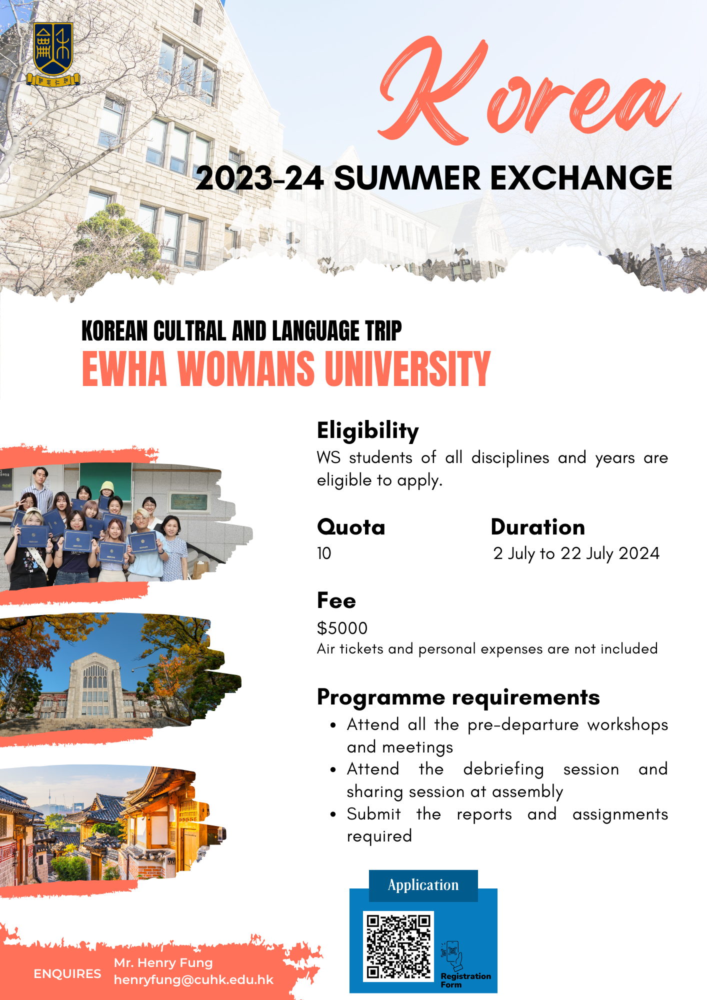 Korea
2023-24 SUMMER EXCHANGE
KOREAN CULTRAL AND LANGUAGE TRIP
EWHA WOMANS UNIVERSITY
Eligibility
WS students of all disciplines and years are
eligible to apply.
Quota
10
Duration
2 July to 22 July 2024
Fee
$5000
Air tickets and personal expenses are not included
Programme requirements
• Attend all the pre-departure workshops
and meetings
• Attend the debriefing session and
sharing session at assembly
• Submit the reports and assignments
required
Application
Registration
Form
ENQUIRES
Mr. Henry Fung
henryfung@cuhk.edu.hk